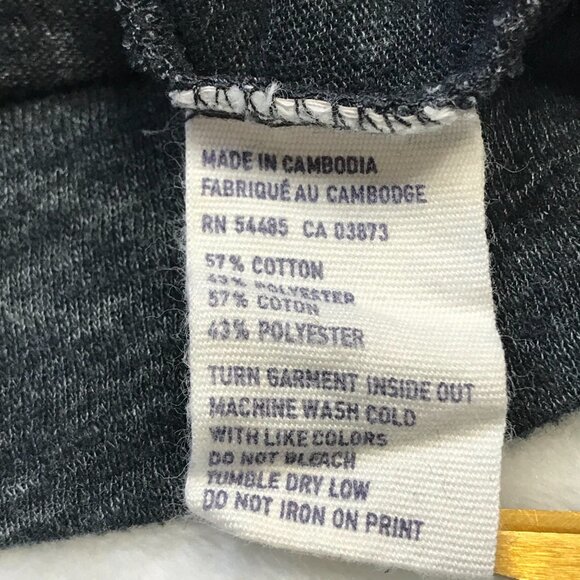 MADE IN CAMBODIA
FABRIQUÉ AU CAMBODGE
RN 54485 CA 03873
57% COTTON
43% POLYESTER
57% COTON
43% POLYESTER
TURN GARMENT INSIDE OUT
MACHINE WASH COLD
WITH LIKE COLORS
DO NOT BLEACH
TUMBLE DRY LOW
DO NOT IRON ON PRINT